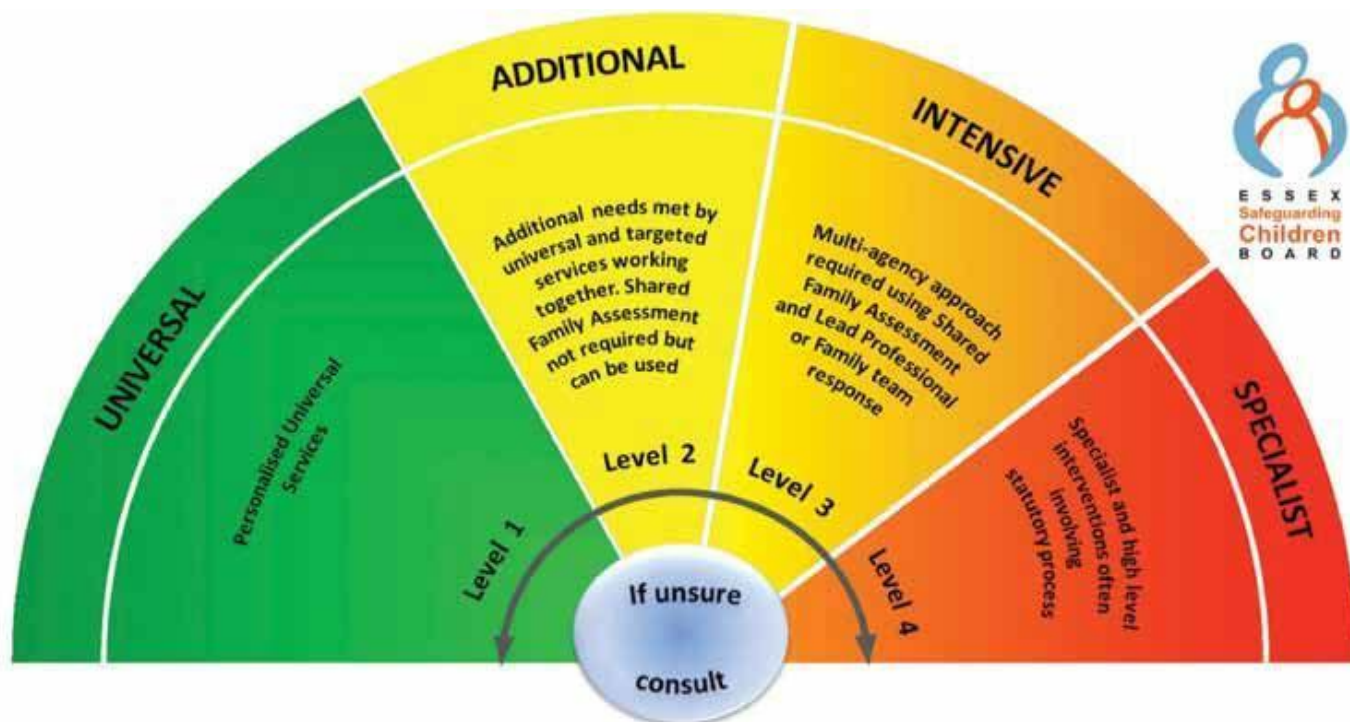 UNIVERSAL
Personalised Universal
Services
Level 1
ADDITIONAL
Additional needs met by
universal and targeted
services working
together. Shared
Family Assessment
not required but
can be used
Level 2
INTENSIVE
Multi-agency approach
required using Shared
Family Assessment
and Lead Professional
or Family team
response
Level 3
SPECIALIST
Specialist and high level
interventions often
involving
statutory process
Level 4
If unsure
consult
ESSEX
Safeguarding
Children
BOARD